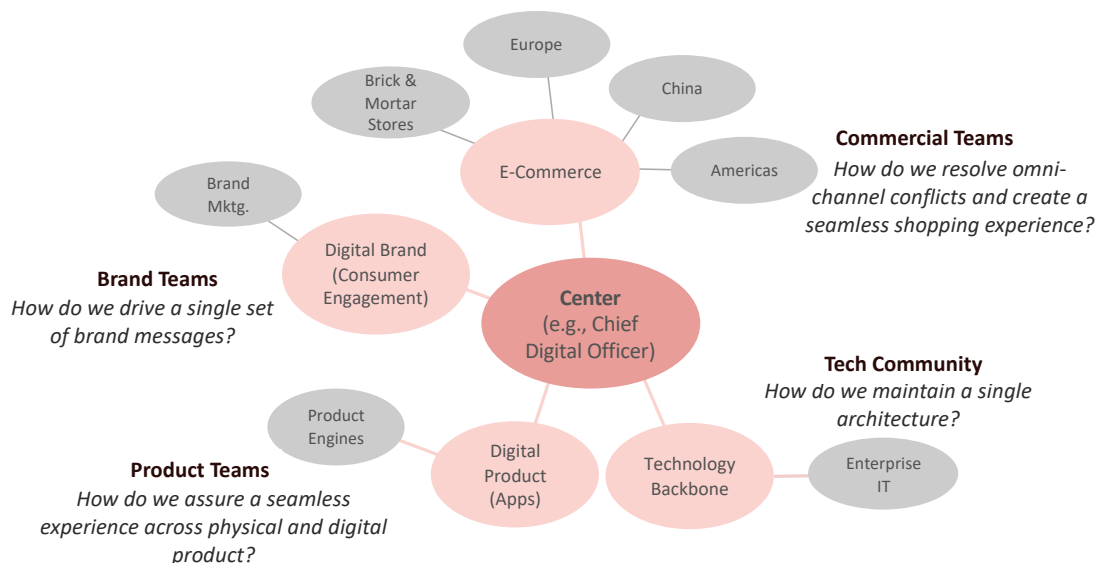 Europe
Brick &
Mortar
Stores
China
E-Commerce
Americas
Commercial Teams
How do we resolve omni-
channel conflicts and create a
seamless shopping experience?
Brand
Mktg.
Digital Brand
(Consumer
Engagement)
Brand Teams
How do we drive a single set
of brand messages?
Center
(e.g., Chief
Digital Officer)
Tech Community
How do we maintain a single
architecture?
Product
Engines
Digital
Product
(Apps)
Technology
Backbone
Enterprise
IT
Product Teams
How do we assure a seamless
experience across physical and digital
product?